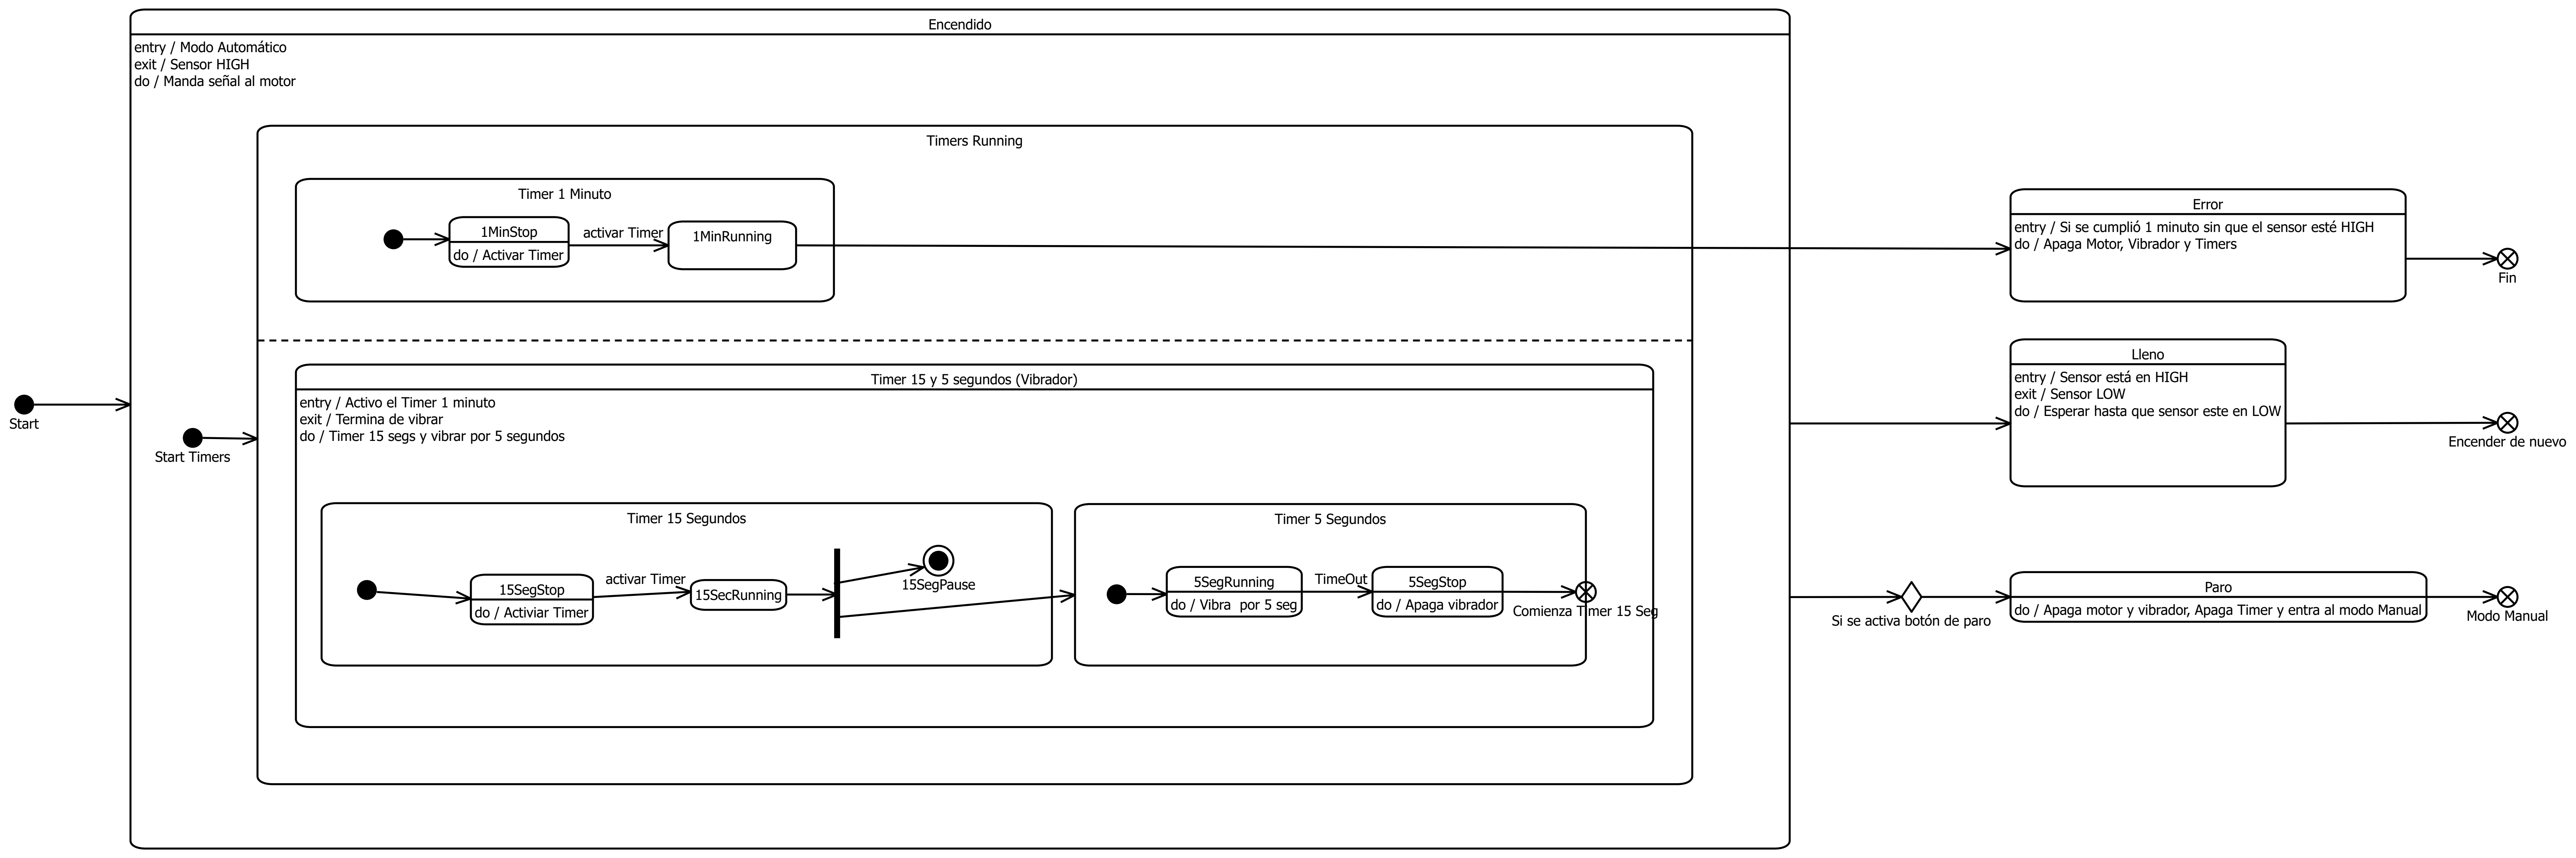 Encendido
entry / Modo Automático
exit / Sensor HIGH
do / Manda señal al motor
Timers Running
Timer 1 Minuto
1MinStop
do / Activar Timer
activar Timer
1MinRunning
Error
entry / Si se cumplió 1 minuto sin que el sensor esté HIGH
do / Apaga Motor, Vibrador y Timers
Fin
Start
Start Timers
Timer 15 y 5 segundos (Vibrador)
entry / Activo el Timer 1 minuto
exit / Termina de vibrar
do / Timer 15 segs y vibrar por 5 segundos
Lleno
entry / Sensor está en HIGH
exit / Sensor LOW
do / Esperar hasta que sensor este en LOW
Encender de nuevo
Timer 15 Segundos
15SegStop
do / Activiar Timer
activar Timer
15SecRunning
15SegPause
Timer 5 Segundos
5SegRunning
do / Vibra  por 5 seg
TimeOut
5SegStop
do / Apaga vibrador
Comienza Timer 15 Seg
Si se activa botón de paro
Paro
do / Apaga motor y vibrador, Apaga Timer y entra al modo Manual
Modo Manual